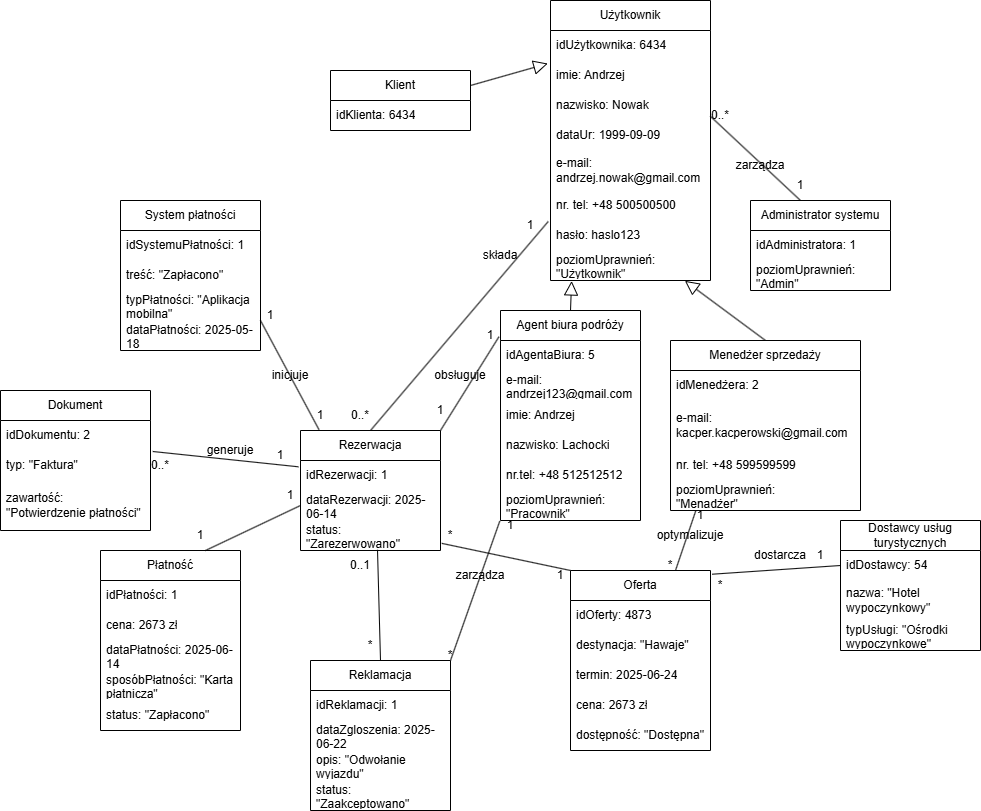 Użytkownik
idUżytkownika: 6434
imie: Andrzej
nazwisko: Nowak
dataUr: 1999-09-09
e-mail:
andrzej.nowak@gmail.com
nr. tel: +48 500500500
hasło: haslo123
poziomUprawnień:
"Użytkownik"
Klient
idKlienta: 6434
0..*
zarządza
1
Administrator systemu
idAdministratora: 1
poziomUprawnień:
"Admin"
System płatności
idSystemuPłatności: 1
treść: "Zapłacono"
typPłatności: "Aplikacja
mobilna"
dataPłatności: 2025-05-
18
1
inicjuje
1
1
składa
0..*
Agent biura podróży
idAgentaBiura: 5
e-mail:
andrzej123@gmail.com
imie: Andrzej
nazwisko: Lachocki
nr.tel: +48 512512512
poziomUprawnień:
"Pracownik"
1
obsługuje
1
Menedżer sprzedaży
idMenedżera: 2
e-mail:
kacper.kacperowski@gmail.com
nr. tel: +48 599599599
poziomUprawnień:
"Menadżer"
Dokument
idDokumentu: 2
typ: "Faktura"
zawartość:
"Potwierdzenie płatności"
0..*
generuje
1
Rezerwacja
idRezerwacji: 1
dataRezerwacji: 2025-
06-14
status:
"Zarezerwowano"
1
1
Płatność
idPłatności: 1
cena: 2673 zł
dataPłatności: 2025-06-
14
sposóbPłatności: "Karta
płatnicza"
status: "Zapłacono"
0..1
*
1
zarządza
*
*
1
1
optymalizuje
*
Dostawcy usług
turystycznych
idDostawcy: 54
nazwa: "Hotel
wypoczynkowy"
typUsługi: "Ośrodki
wypoczynkowe"
dostarcza
1
*
Oferta
idOferty: 4873
destynacja: "Hawaje"
termin: 2025-06-24
cena: 2673 zł
dostępność: "Dostępna"
Reklamacja
idReklamacji: 1
dataZgloszenia: 2025-
06-22
opis: "Odwołanie
wyjazdu"
status:
"Zaakceptowano"